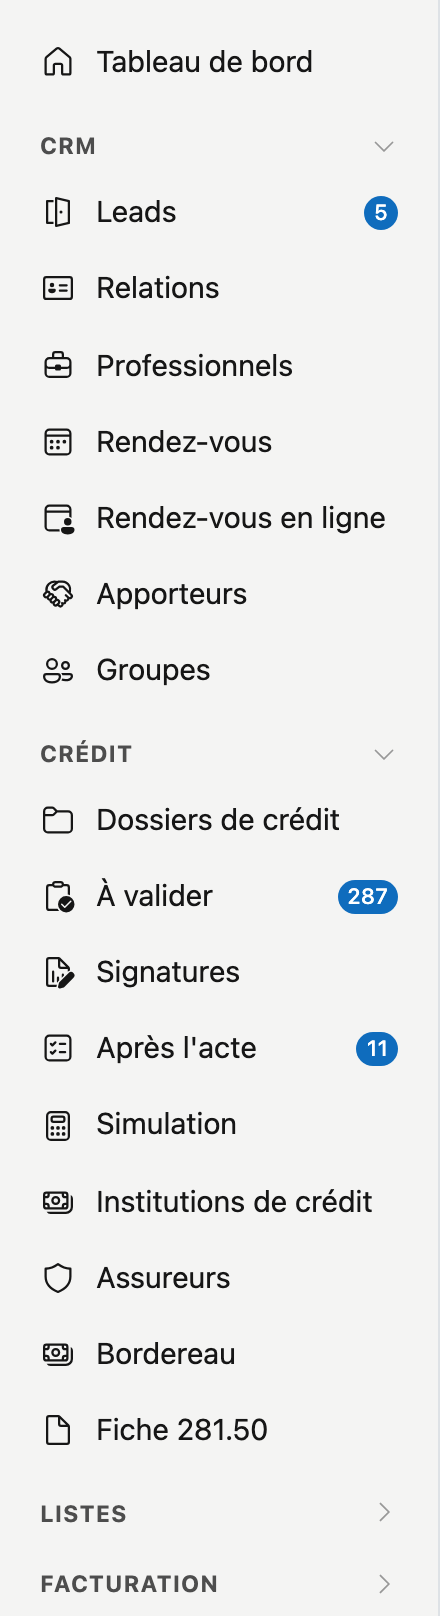 Tableau de bord
CRM
Leads 5
Relations
Professionnels
Rendez-vous
Rendez-vous en ligne
Apporteurs
Groupes
CRÉDIT
Dossiers de crédit
À valider 287
Signatures
Après l'acte 11
Simulation
Institutions de crédit
Assureurs
Bordereau
Fiche 281.50
LISTES
FACTURATION